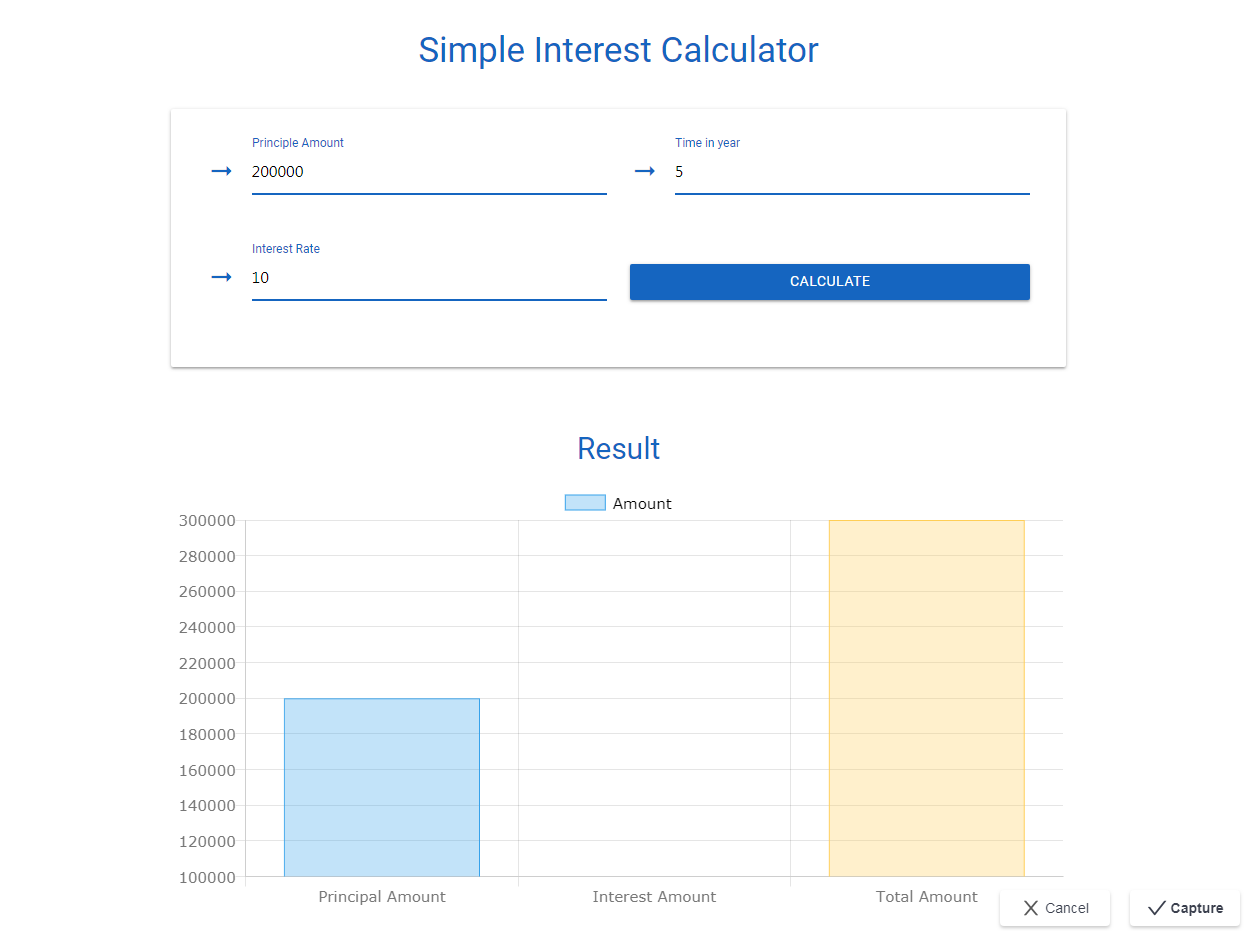 Simple Interest Calculator
Principle Amount
200000
Time in year
5
Interest Rate
10
CALCULATE
Result
Amount
300000
280000
260000
240000
220000
200000
180000
160000
140000
120000
100000
Principal Amount
Interest Amount
Total Amount
Cancel
Capture